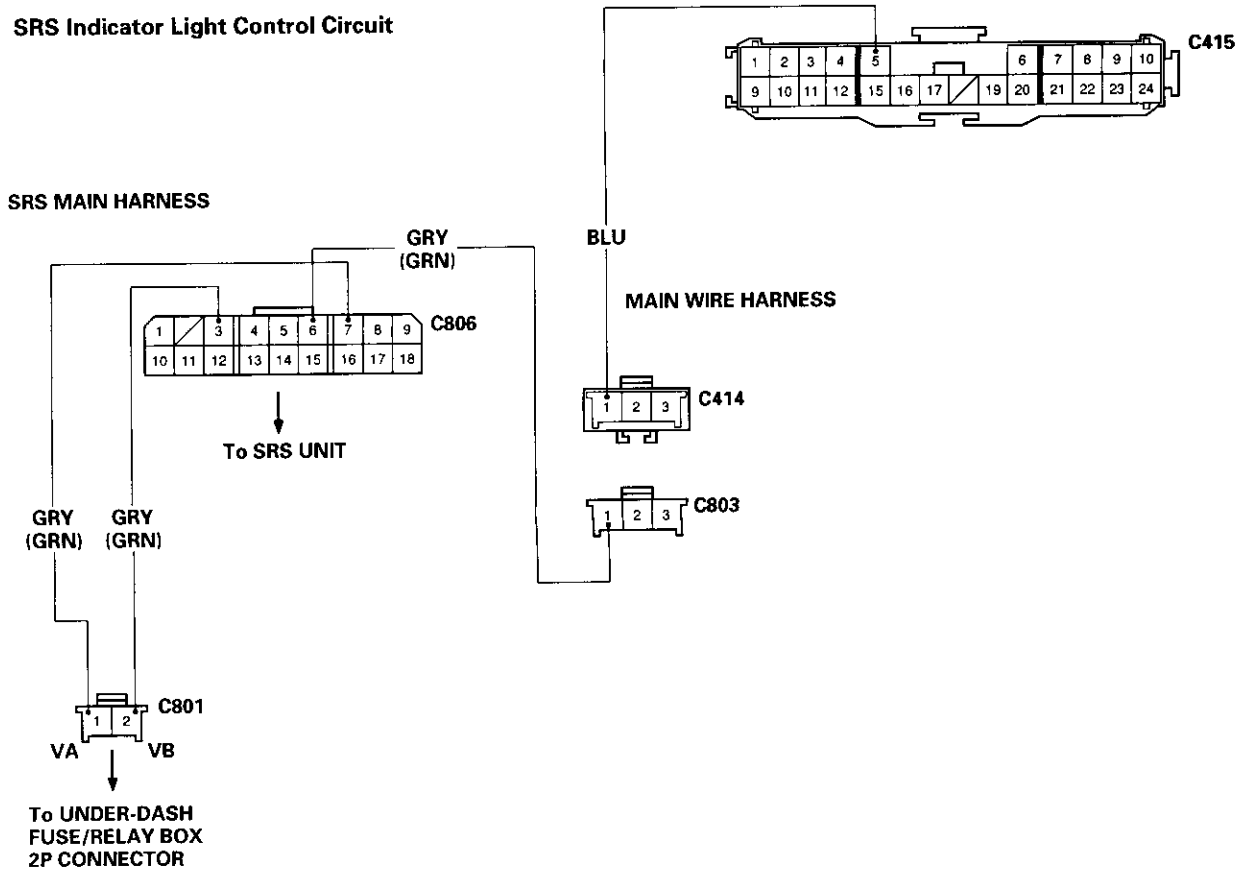 SRS Indicator Light Control Circuit
C415
1 2 3 4 5 6 7 8 9 10
9 10 11 12 15 16 17 19 20 21 22 23 24
SRS MAIN HARNESS
GRY
(GRN)
BLU
MAIN WIRE HARNESS
1 3 4 5 6 7 8 9
C806
10 11 12 13 14 15 16 17 18
1 2 3
C414
To SRS UNIT
1 2 3
C803
GRY
(GRN)
GRY
(GRN)
1 2
C801
VA
VB
To UNDER-DASH
FUSE/RELAY BOX
2P CONNECTOR